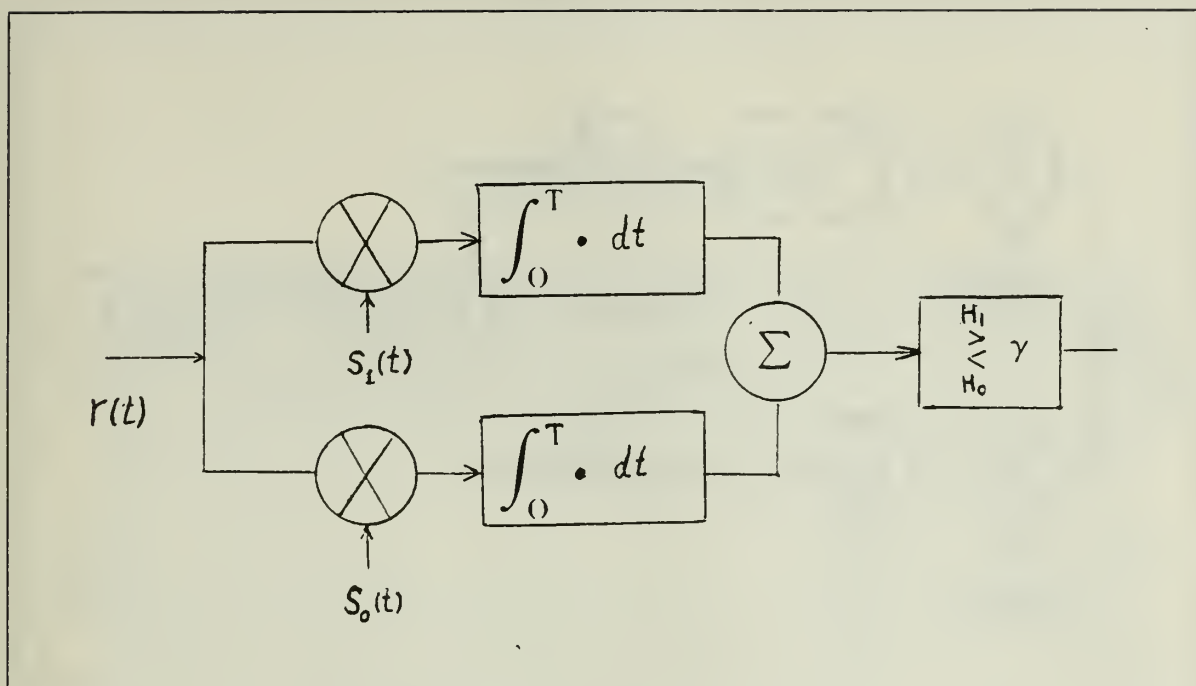 ∫₀ᵀ • dt
S₁(t)
r(t)
Σ
H₁
>
<
H₀
γ
∫₀ᵀ • dt
S₀(t)